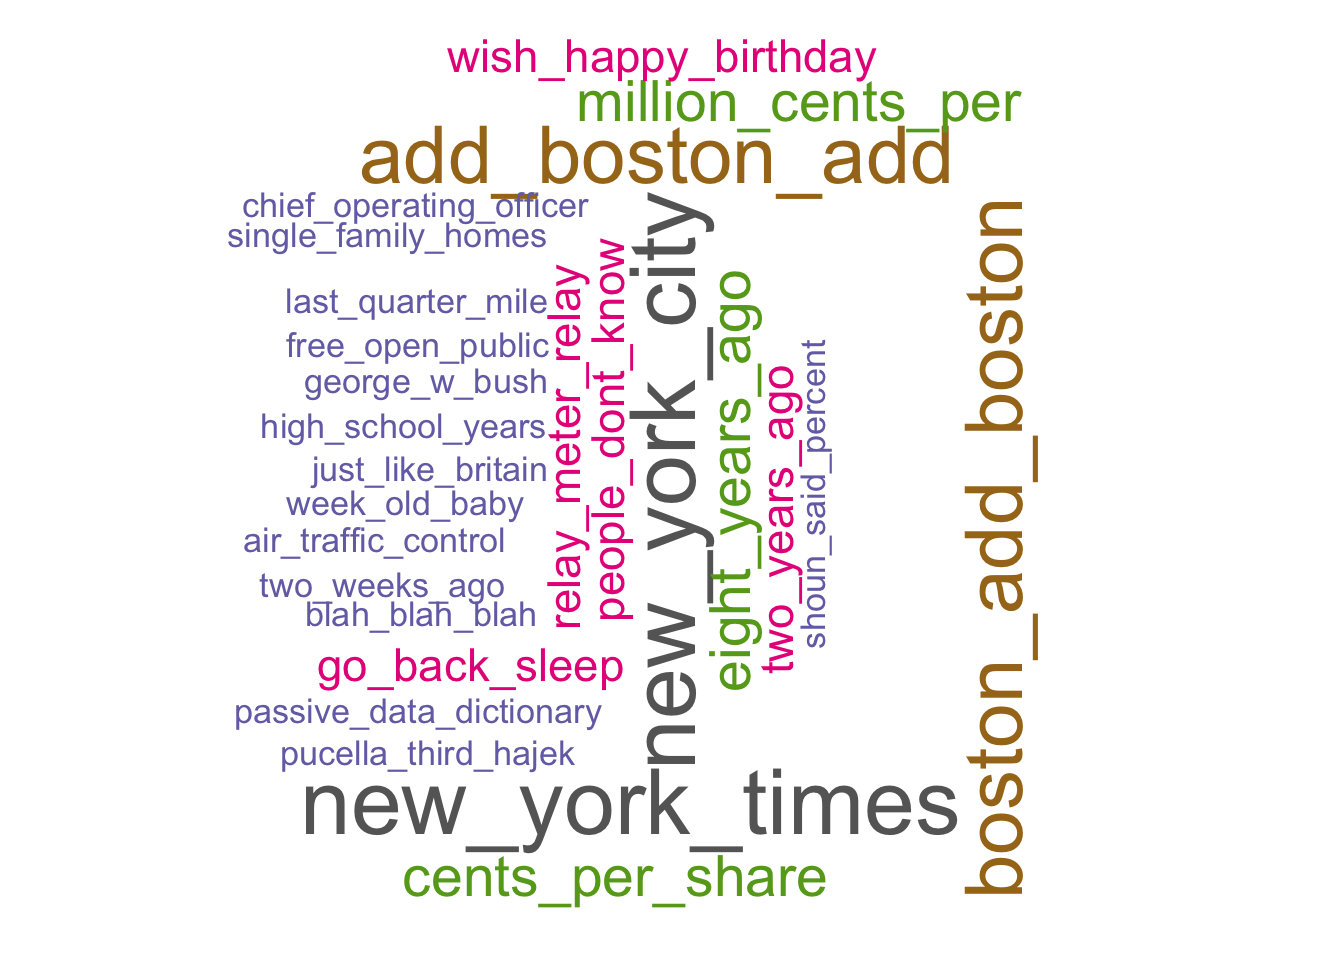 wish_happy_birthday
million_cents_per
add_boston_add
chief_operating_officer
single_family_homes
last_quarter_mile
free_open_public
george_w_bush
high_school_years
just_like_britain
week_old_baby
air_traffic_control
two_weeks_ago
blah_blah_blah
go_back_sleep
passive_data_dictionary
pucella_third_hajek
relay_meter_relay
people_dont_know
new_york_city
eight_years_ago
two_years_ago
shoun_said_percent
boston_add_boston
new_york_times
cents_per_share